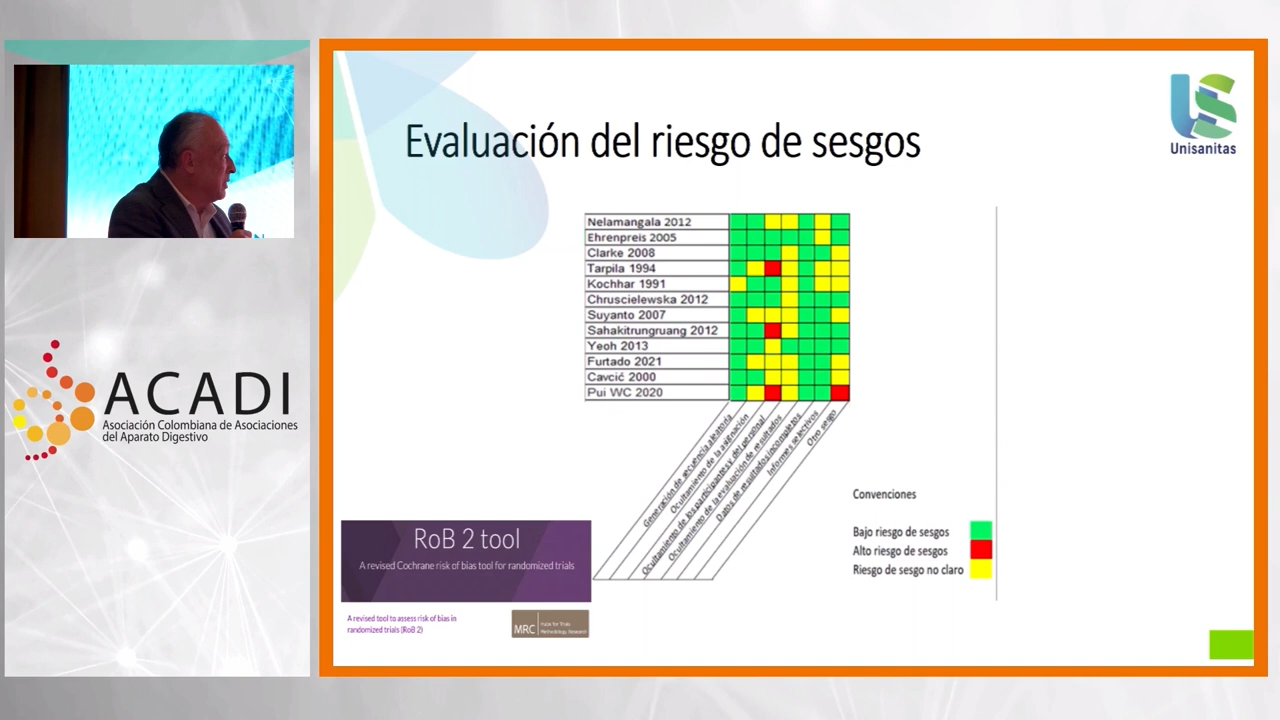 Evaluación del riesgo de sesgos
Unisanitas
Nelamangala 2012
Ehrenpreis 2005
Clarke 2008
Tarpila 1994
Kochhar 1991
Chruscielewska 2012
Suyanto 2007
Sahakitrungruang 2012
Yeoh 2013
Furtado 2021
Cavcić 2000
Pui WC 2020
Generación de secuencia aleatoria
Ocultamiento de la asignación
Ocultamiento de los participantes y del personal
Ocultamiento de la evaluación de resultados
Datos de resultados incompletos
Informes selectivos
Otro sesgo
Convenciones
Bajo riesgo de sesgos
Alto riesgo de sesgos
Riesgo de sesgo no claro
RoB 2 tool
A revised Cochrane risk of bias tool for randomized trials
A revised tool to assess risk of bias in
randomized trials (RoB 2)
MRC
Hubs for Trials
Methodology Research
ACADI
Asociación Colombiana de Asociaciones
del Aparato Digestivo